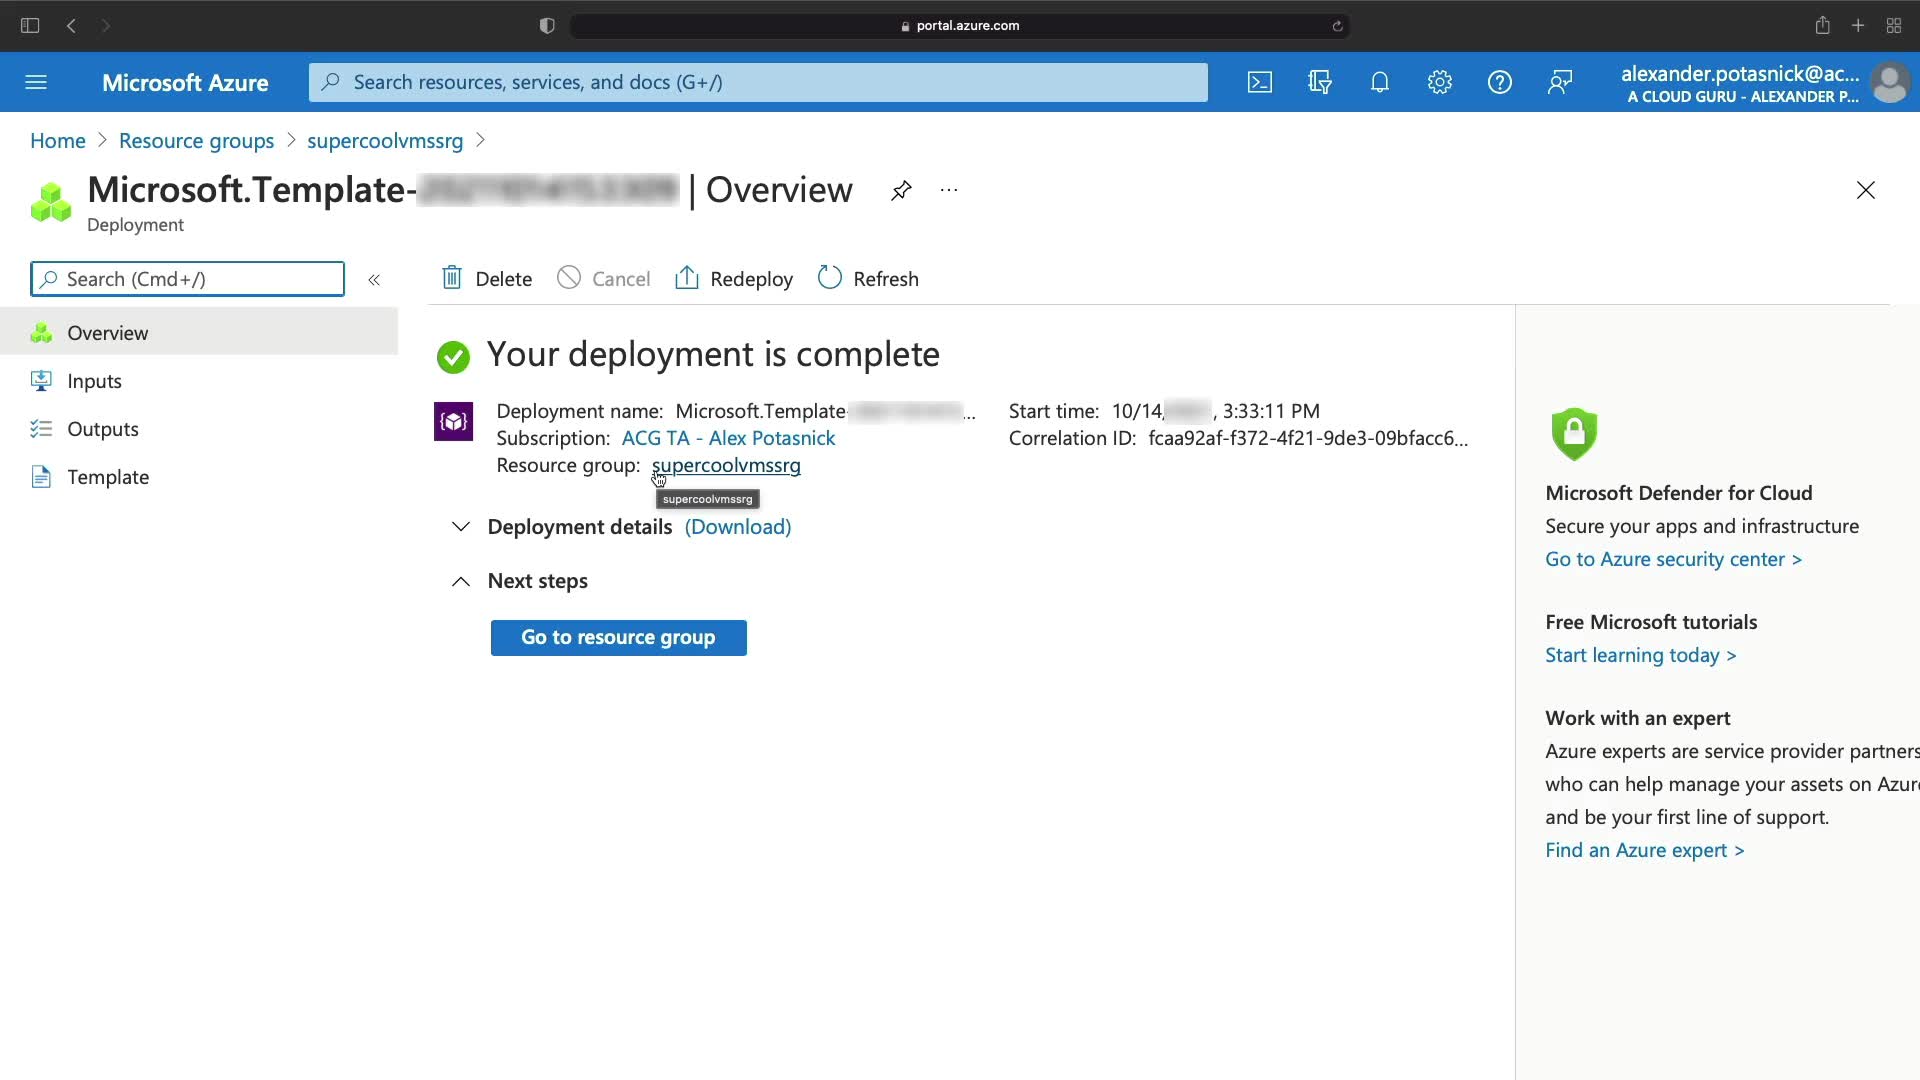 portal.azure.com
Microsoft Azure
Search resources, services, and docs (G+/)
alexander.potasnick@ac...
A CLOUD GURU - ALEXANDER P...
Home > Resource groups > supercoolvmssrg >
Microsoft.Template- | Overview ...
Deployment
Search (Cmd+/)
«
Delete
Cancel
Redeploy
Refresh
Overview
Inputs
Outputs
Template
Your deployment is complete
Deployment name: Microsoft.Template- ...
Subscription: ACG TA - Alex Potasnick
Resource group: supercoolvmssrg
supercoolvmssrg
Start time: 10/14/ , 3:33:11 PM
Correlation ID: fcaa92af-f372-4f21-9de3-09bfacc6...
Deployment details (Download)
Next steps
Go to resource group
Microsoft Defender for Cloud
Secure your apps and infrastructure
Go to Azure security center >
Free Microsoft tutorials
Start learning today >
Work with an expert
Azure experts are service provider partners
who can help manage your assets on Azure
and be your first line of support.
Find an Azure expert >